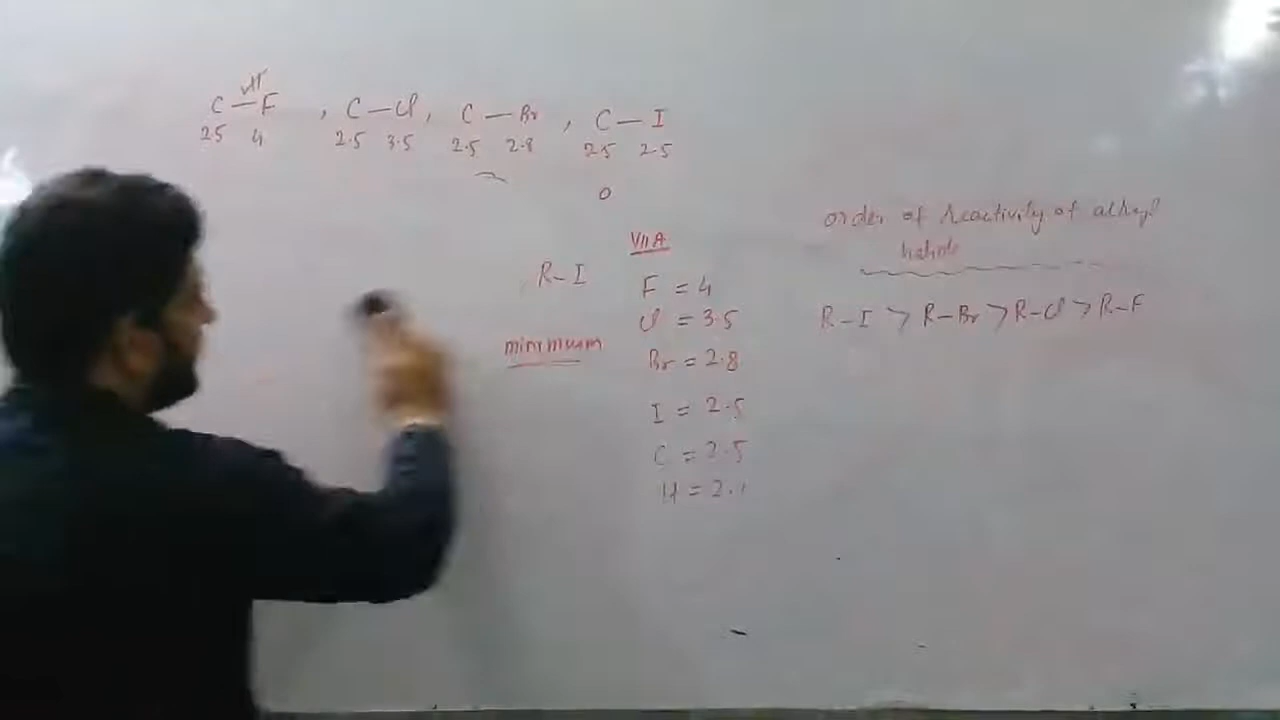 C — F , C — Cl , C — Br , C — I
2.5 4 2.5 3.5 2.5 2.8 2.5 2.5
0
order of Reactivity of alkyl
halide
VII A
R – I
F = 4
Cl = 3.5
R – I > R – Br > R – Cl > R – F
minimum
Br = 2.8
I = 2.5
C = 2.5
H = 2.1